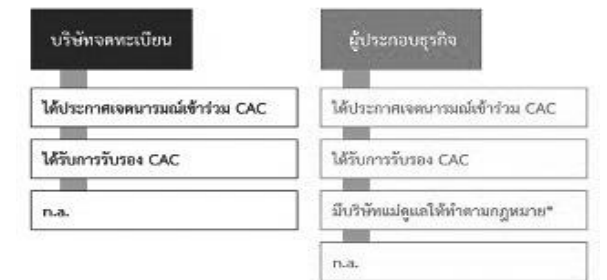 บริษัทจดทะเบียน
ได้ประกาศเจตนารมณ์เข้าร่วม CAC
ได้รับการรับรอง CAC
n.a.
ผู้ประกอบธุรกิจ
ได้ประกาศเจตนารมณ์เข้าร่วม CAC
ได้รับการรับรอง CAC
มีบริษัทแม่ดูแลให้ทำตามกฎหมาย*
n.a.